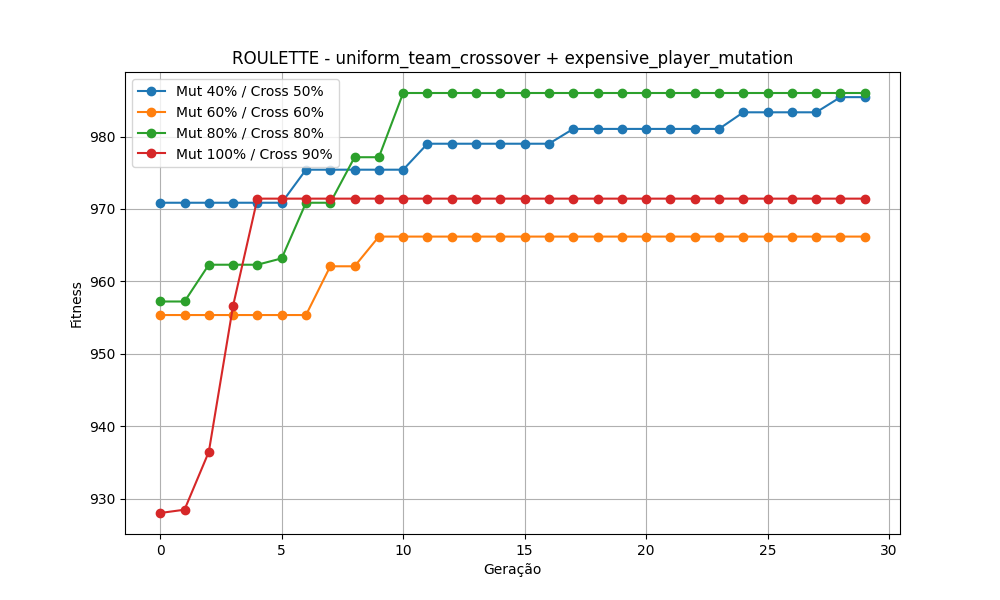 ROULETTE - uniform_team_crossover + expensive_player_mutation
Mut 40% / Cross 50%
Mut 60% / Cross 60%
Mut 80% / Cross 80%
Mut 100% / Cross 90%
Fitness
980
970
960
950
940
930
0 5 10 15 20 25 30
Geração